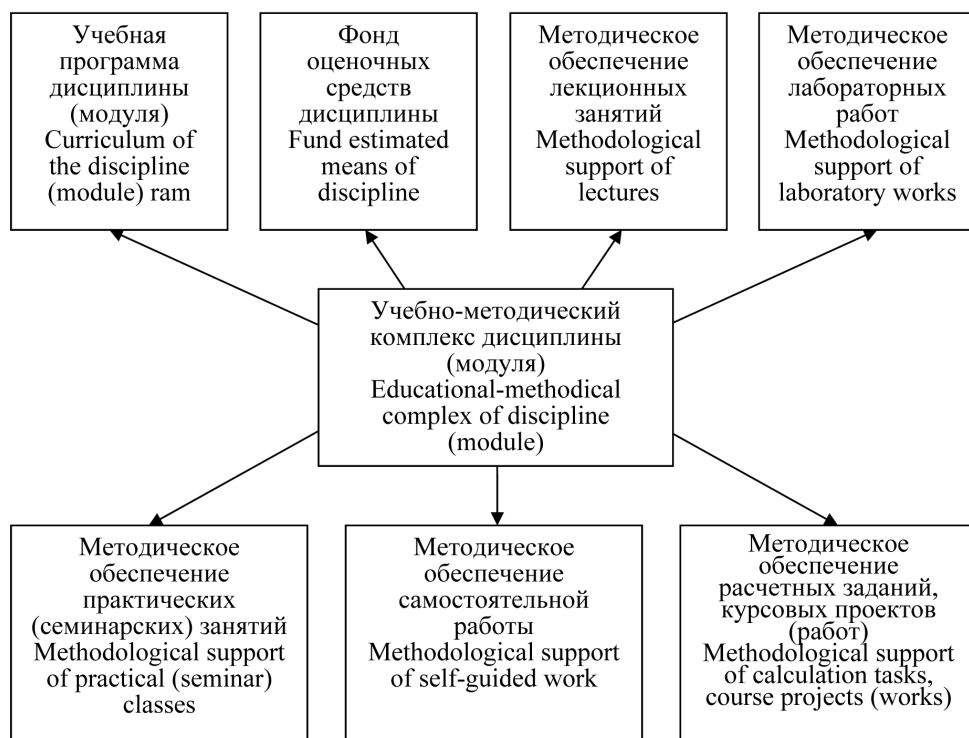 Учебная
программа
дисциплины
(модуля)
Curriculum of
the discipline
(module) ram
Фонд
оценочных
средств
дисциплины
Fund estimated
means of
discipline
Методическое
обеспечение
лекционных
занятий
Methodological
support of
lectures
Методическое
обеспечение
лабораторных
работ
Methodological
support of
laboratory works
Учебно-методический
комплекс дисциплины
(модуля)
Educational-methodical
complex of discipline
(module)
Методическое
обеспечение
практических
(семинарских) занятий
Methodological support
of practical (seminar)
classes
Методическое
обеспечение
самостоятельной
работы
Methodological support
of self-guided work
Методическое
обеспечение
расчетных заданий,
курсовых проектов
(работ)
Methodological support
of calculation tasks,
course projects (works)